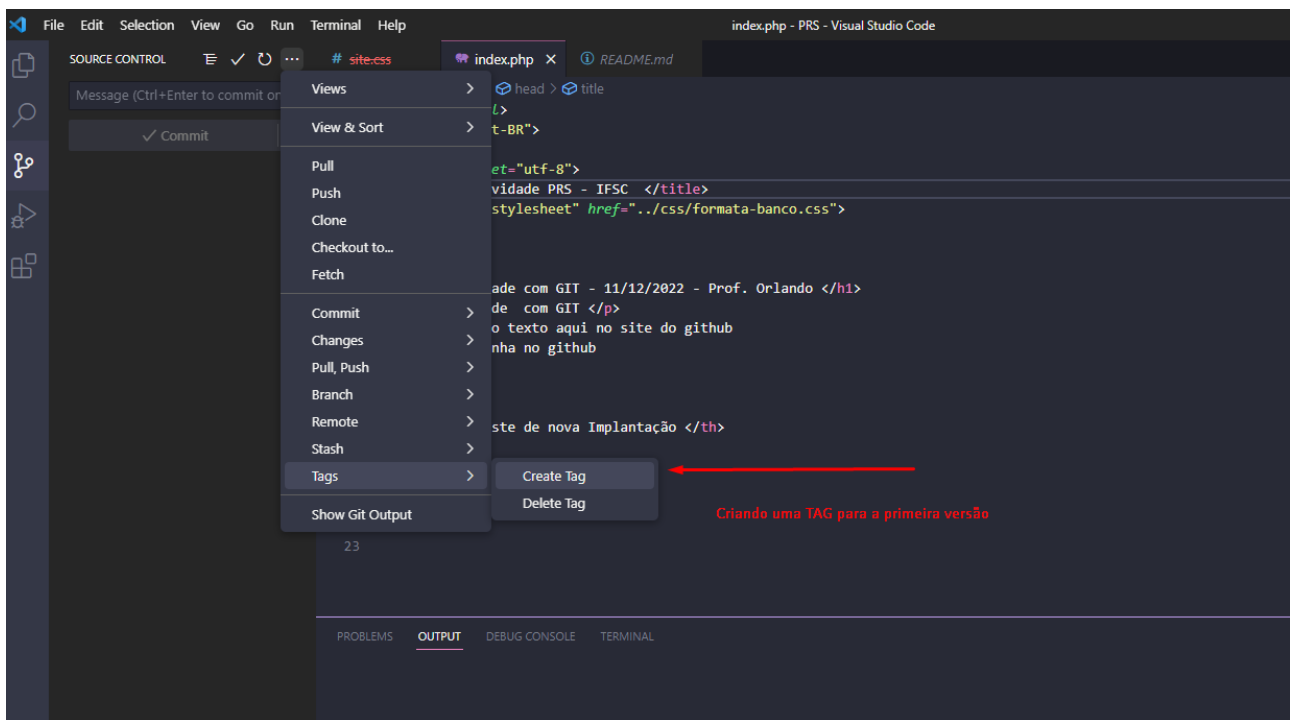 File Edit Selection View Go Run Terminal Help
index.php - PRS - Visual Studio Code
SOURCE CONTROL
# site.css
index.php
README.md
Message (Ctrl+Enter to commit on
Commit
head > title
Views
View & Sort
Pull
Push
Clone
Checkout to...
Fetch
Commit
Changes
Pull, Push
Branch
Remote
Stash
Tags
Show Git Output
Create Tag
Delete Tag
l>
t-BR">
et="utf-8">
vidade PRS - IFSC </title>
stylesheet" href="../css/formata-banco.css">
ade com GIT - 11/12/2022 - Prof. Orlando </h1>
de com GIT </p>
o texto aqui no site do github
nha no github
ste de nova Implantação </th>
Criando uma TAG para a primeira versão
23
PROBLEMS OUTPUT DEBUG CONSOLE TERMINAL